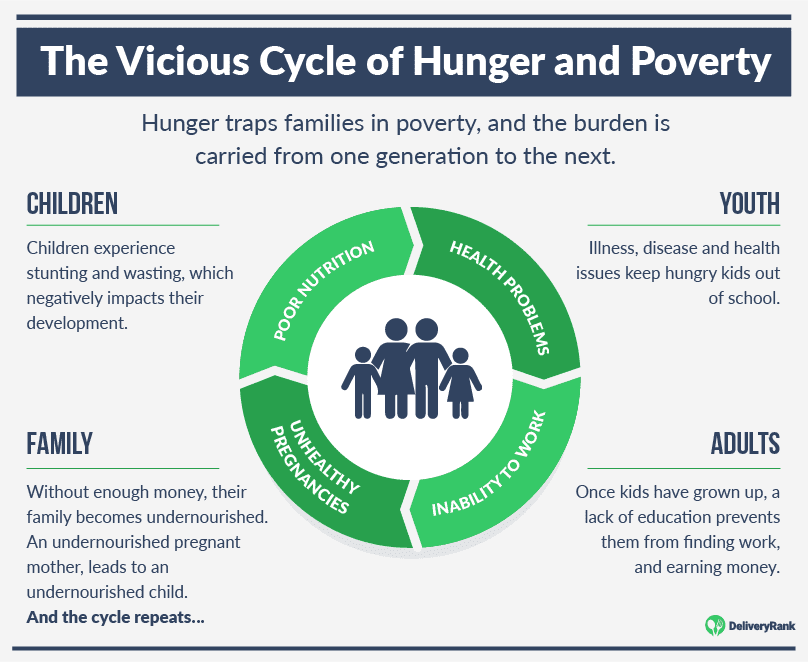 The Vicious Cycle of Hunger and Poverty
Hunger traps families in poverty, and the burden is
carried from one generation to the next.
CHILDREN
Children experience
stunting and wasting, which
negatively impacts their
development.
YOUTH
Illness, disease and health
issues keep hungry kids out
of school.
POOR NUTRITION
HEALTH PROBLEMS
INABILITY TO WORK
UNHEALTHY
PREGNANCIES
FAMILY
Without enough money, their
family becomes undernourished.
An undernourished pregnant
mother, leads to an
undernourished child.
And the cycle repeats...
ADULTS
Once kids have grown up, a
lack of education prevents
them from finding work,
and earning money.
DeliveryRank